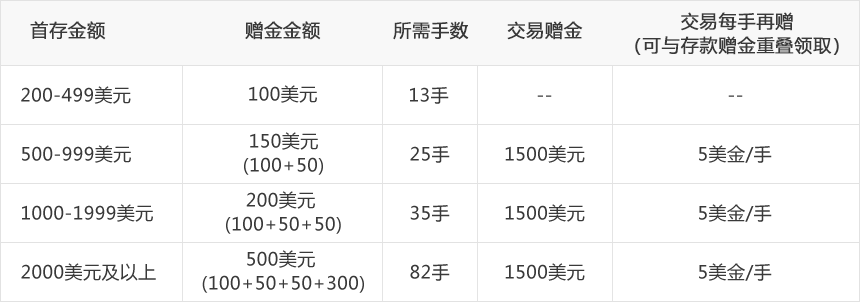 首存金额 赠金金额 所需手数 交易赠金 交易每手再赠
(可与存款赠金重叠领取)
200-499美元 100美元 13手 -- --
500-999美元 150美元 25手 1500美元 5美金/手
(100+50)
1000-1999美元 200美元 35手 1500美元 5美金/手
(100+50+50)
2000美元及以上 500美元 82手 1500美元 5美金/手
(100+50+50+300)